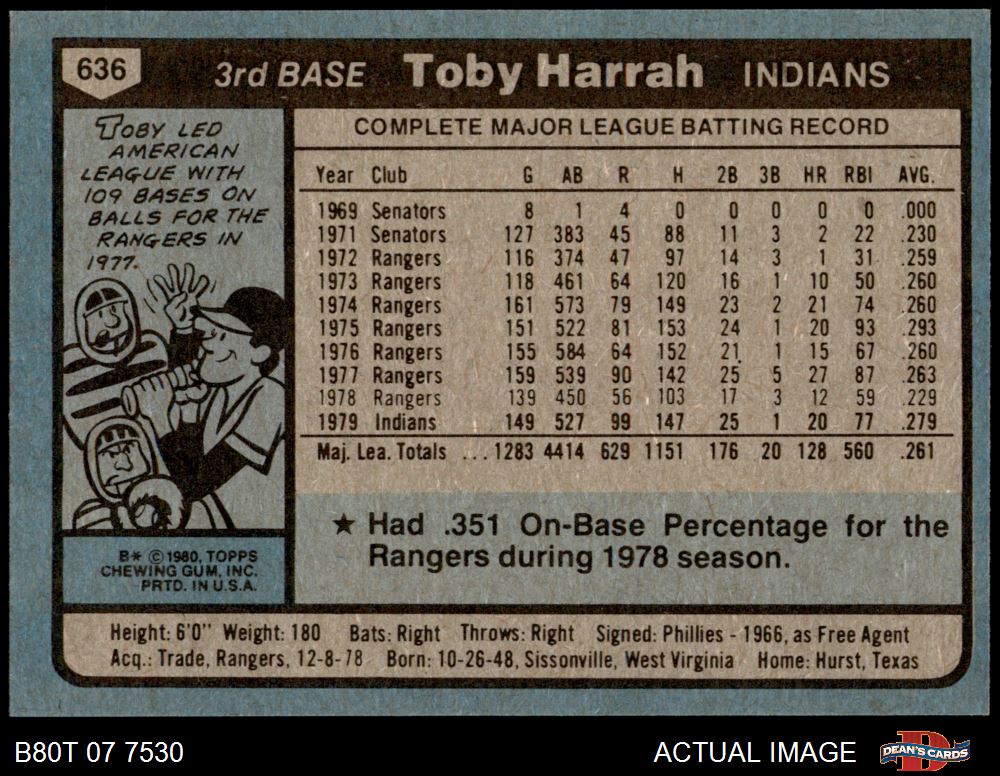 636
3rd BASE Toby Harrah INDIANS
TOBY LED
AMERICAN
LEAGUE WITH
109 BASES ON
BALLS FOR THE
RANGERS IN
1977.
COMPLETE MAJOR LEAGUE BATTING RECORD
Year Club G AB R H 2B 3B HR RBI AVG.
1969 Senators 8 1 4 0 0 0 0 0 .000
1971 Senators 127 383 45 88 11 3 2 22 .230
1972 Rangers 116 374 47 97 14 3 1 31 .259
1973 Rangers 118 461 64 120 16 1 10 50 .260
1974 Rangers 161 573 79 149 23 2 21 74 .260
1975 Rangers 151 522 81 153 24 1 20 93 .293
1976 Rangers 155 584 64 152 21 1 15 67 .260
1977 Rangers 159 539 90 142 25 5 27 87 .263
1978 Rangers 139 450 56 103 17 3 12 59 .229
1979 Indians 149 527 99 147 25 1 20 77 .279
Maj. Lea. Totals ... 1283 4414 629 1151 176 20 128 560 .261
★ Had .351 On-Base Percentage for the
Rangers during 1978 season.
B* © 1980, TOPPS
CHEWING GUM, INC.
PRTD. IN U.S.A.
Height: 6'0" Weight: 180 Bats: Right Throws: Right Signed: Phillies - 1966, as Free Agent
Acq.: Trade, Rangers, 12-8-78 Born: 10-26-48, Sissonville, West Virginia Home: Hurst, Texas
B80T 07 7530
ACTUAL IMAGE
D
DEAN'S CARDS